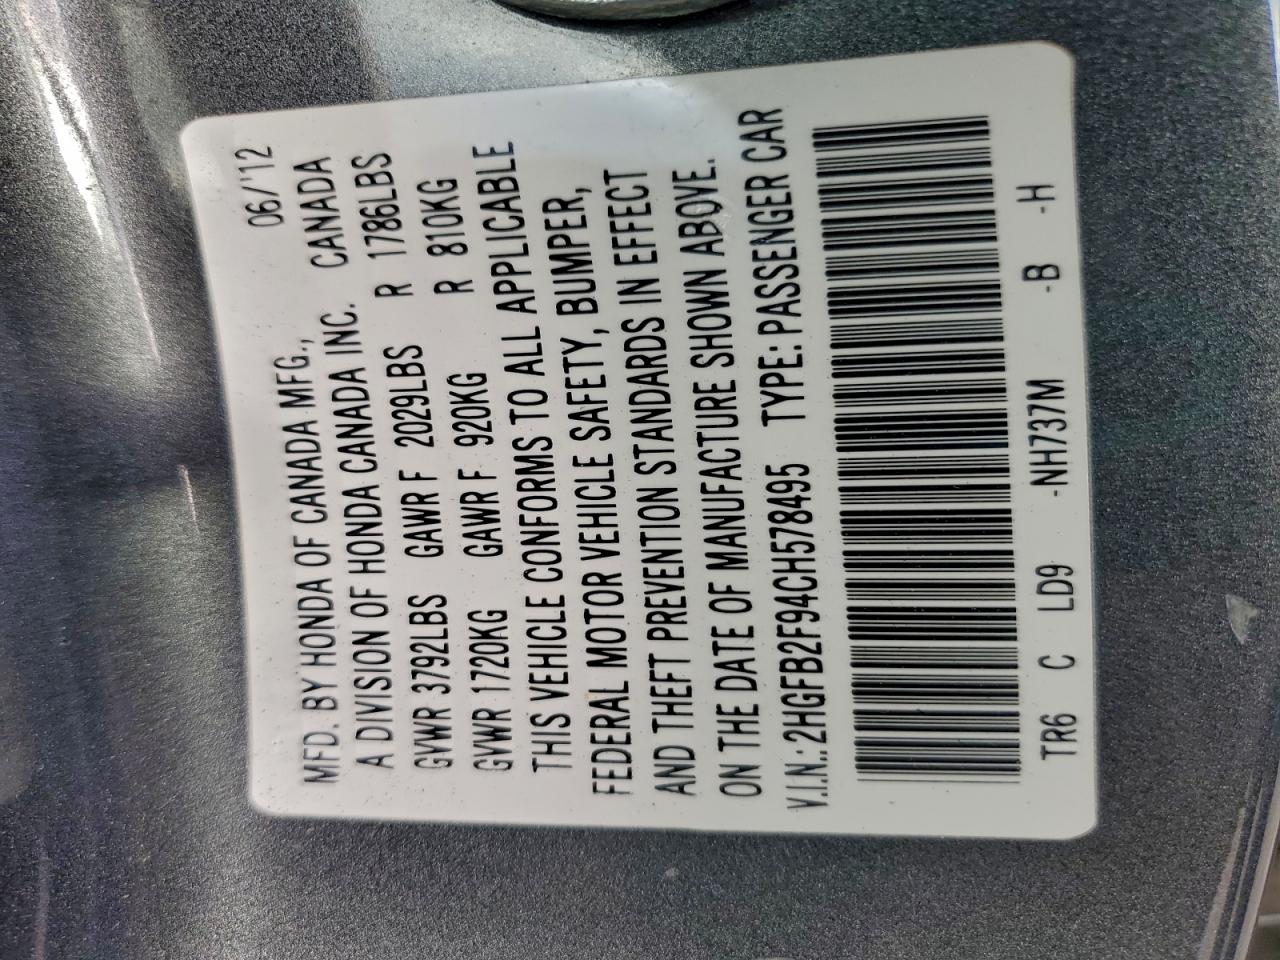 06/'12
MFD. BY HONDA OF CANADA MFG., CANADA
A DIVISION OF HONDA CANADA INC.
GVWR 3792LBS GAWR F 2029LBS R 1786LBS
GVWR 1720KG GAWR F 920KG R 810KG
THIS VEHICLE CONFORMS TO ALL APPLICABLE
FEDERAL MOTOR VEHICLE SAFETY, BUMPER,
AND THEFT PREVENTION STANDARDS IN EFFECT
ON THE DATE OF MANUFACTURE SHOWN ABOVE.
V.I.N.:2HGFB2F94CH578495 TYPE:PASSENGER CAR
TR6 C LD9 -NH737M -B -H